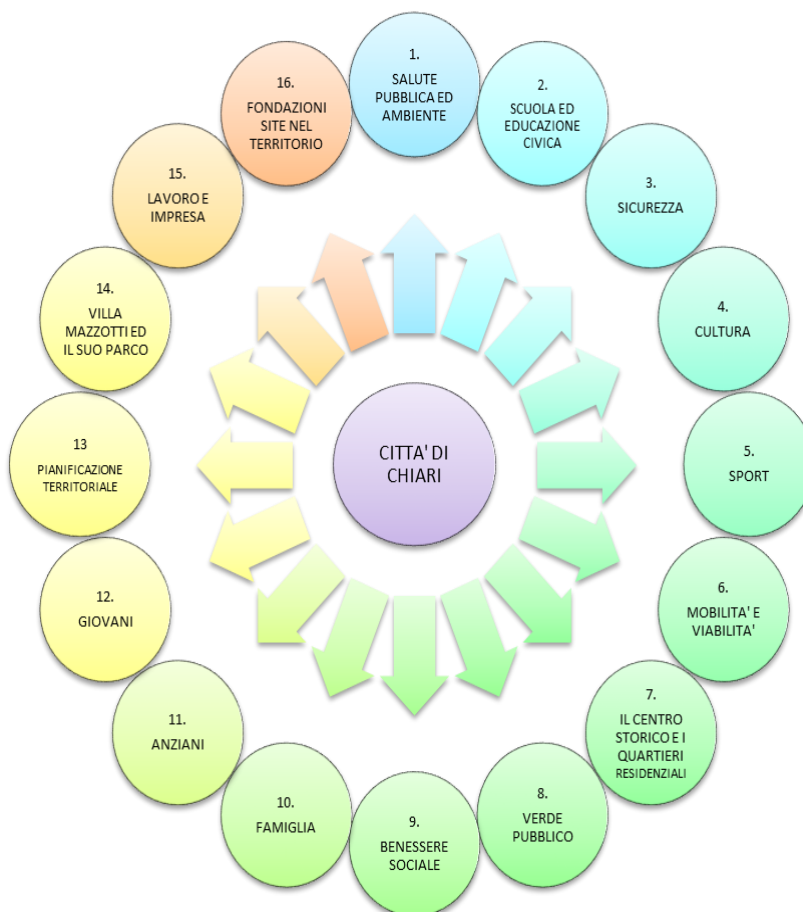 1.
SALUTE
PUBBLICA ED
AMBIENTE
2.
SCUOLA ED
EDUCAZIONE
CIVICA
3.
SICUREZZA
4.
CULTURA
5.
SPORT
6.
MOBILITA' E
VIABILITA'
7.
IL CENTRO
STORICO E I
QUARTIERI
RESIDENZIALI
8.
VERDE
PUBBLICO
9.
BENESSERE
SOCIALE
10.
FAMIGLIA
11.
ANZIANI
12.
GIOVANI
13
PIANIFICAZIONE
TERRITORIALE
14.
VILLA
MAZZOTTI ED
IL SUO PARCO
15.
LAVORO E
IMPRESA
16.
FONDAZIONI
SITE NEL
TERRITORIO
CITTA' DI
CHIARI